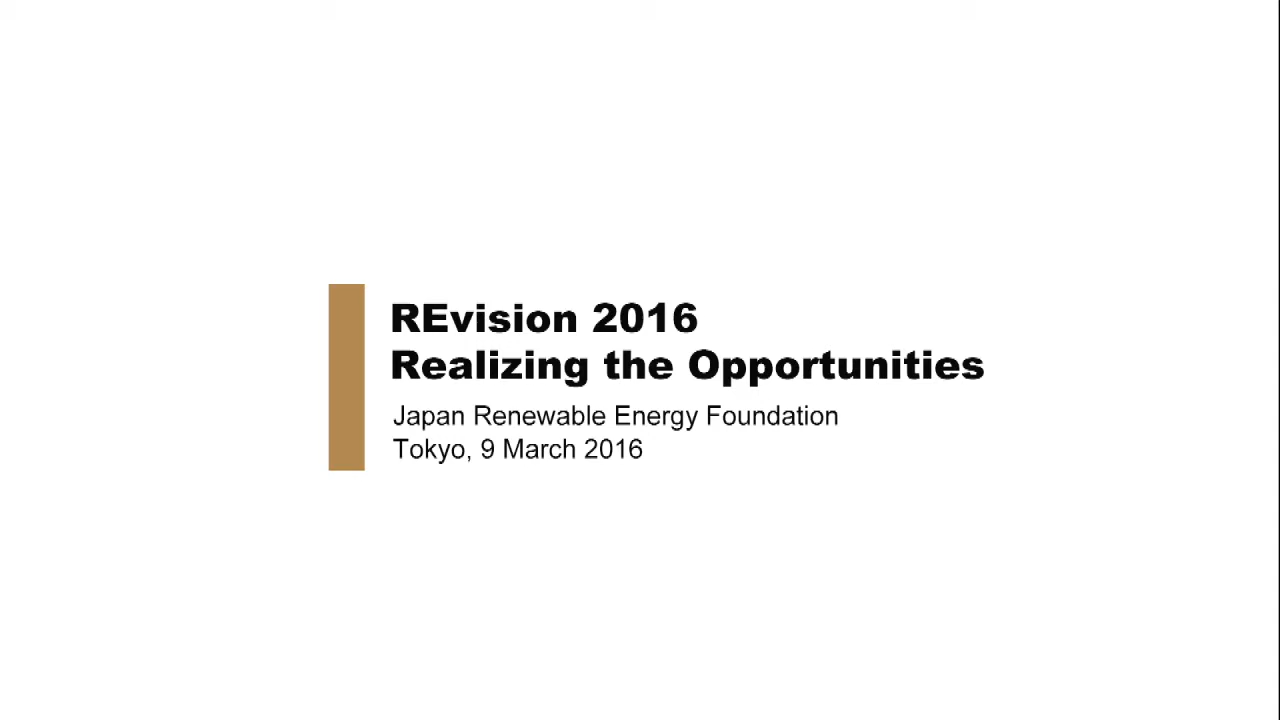 REvision 2016
Realizing the Opportunities
Japan Renewable Energy Foundation
Tokyo, 9 March 2016